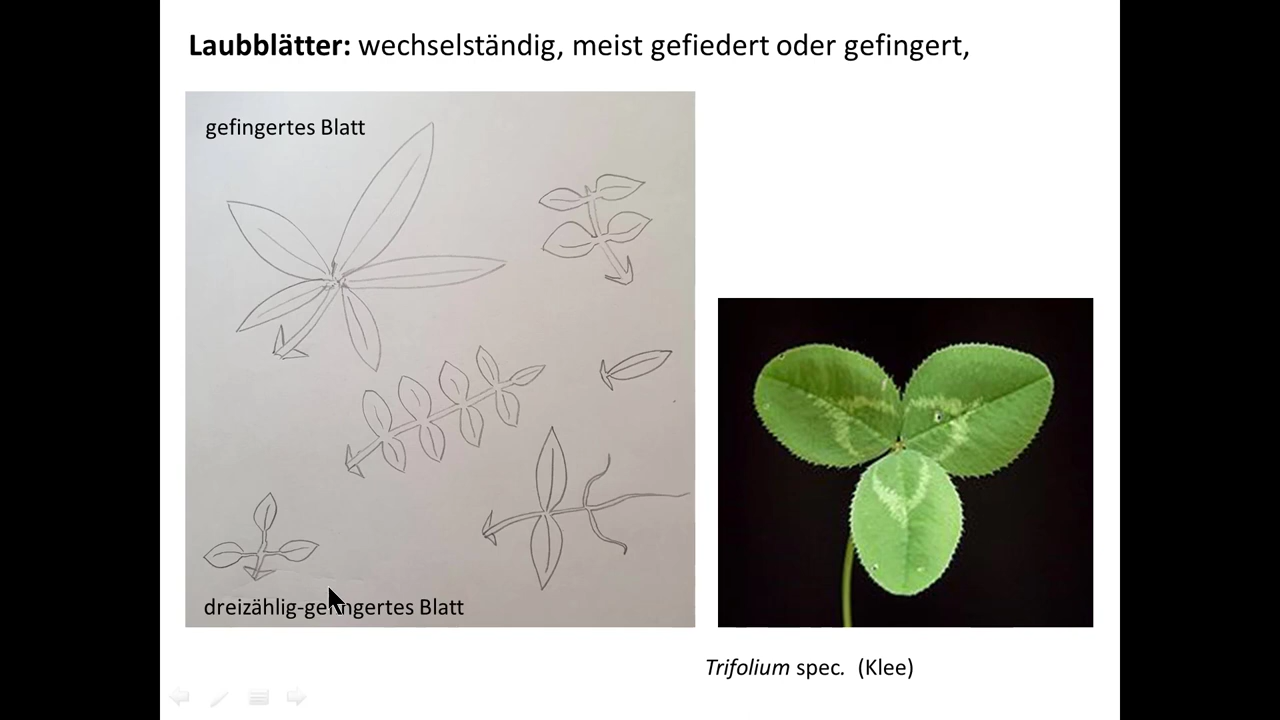 Laubblätter: wechselständig, meist gefiedert oder gefingert,
gefingertes Blatt
dreizählig-gefingertes Blatt
Trifolium spec. (Klee)